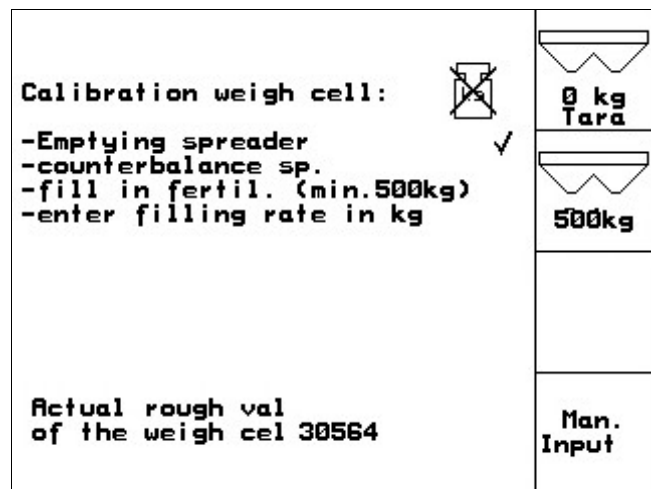 Calibration weigh cell:
-Emptying spreader
-counterbalance sp.
-fill in fertil. (min.500kg)
-enter filling rate in kg
Actual rough val
of the weigh cel 30564
0 kg
Tara
500kg
Man.
Input